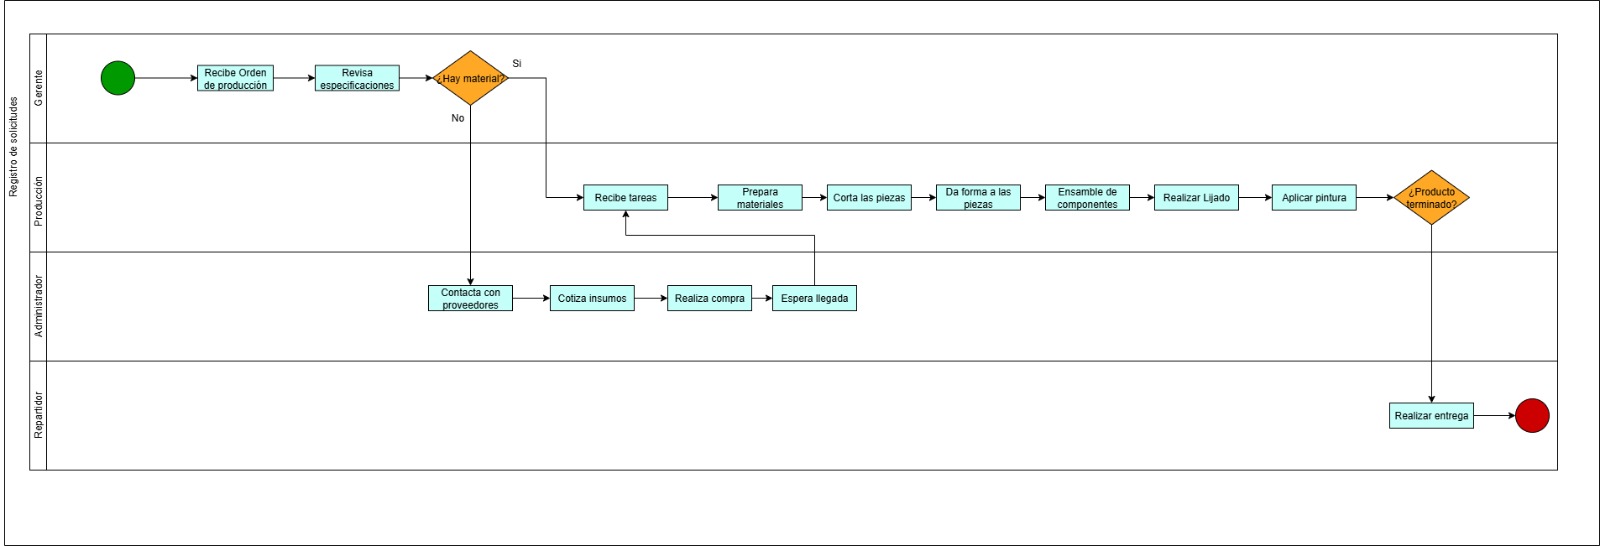 Registro de solicitudes
Gerente
Recibe Orden
de producción
Revisa
especificaciones
¿Hay material?
Si
No
Producción
Recibe tareas
Prepara
materiales
Corta las piezas
Da forma a las
piezas
Ensamble de
componentes
Realizar Lijado
Aplicar pintura
¿Producto
terminado?
Administrador
Contacta con
proveedores
Cotiza insumos
Realiza compra
Espera llegada
Repartidor
Realizar entrega